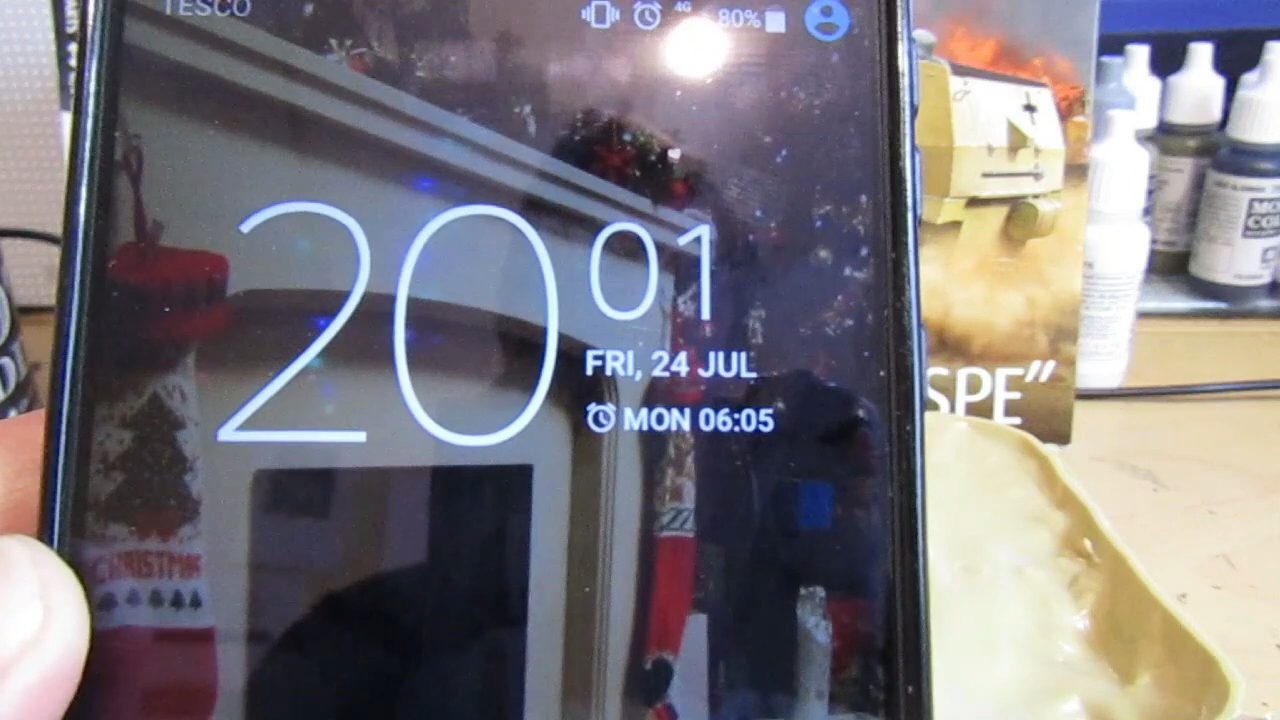 TESCO
4G
80%
20 01
FRI, 24 JUL
MON 06:05
CHRISTMA
SPE”